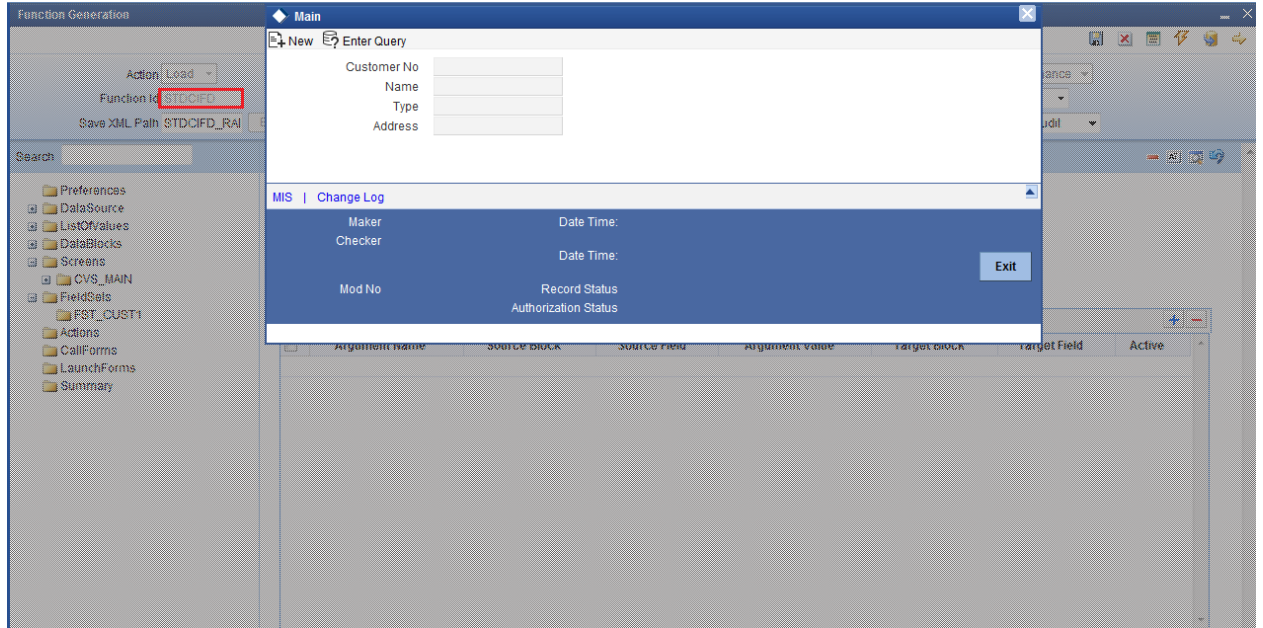 Function Generation
Main
New Enter Query
Action Load
Function Id STDCIFD
Save XML Path STDCIFD_RAI
Customer No
Name
Type
Address
Search
MIS | Change Log
Maker Date Time:
Checker
Date Time:
Exit
Mod No Record Status
Authorization Status
Preferences
DataSource
ListOfValues
DataBlocks
Screens
CVS_MAIN
FieldSets
FST_CUST1
Actions
CallForms
LaunchForms
Summary
Argument Name Source Block Source Field Argument Value Target Block Target Field Active